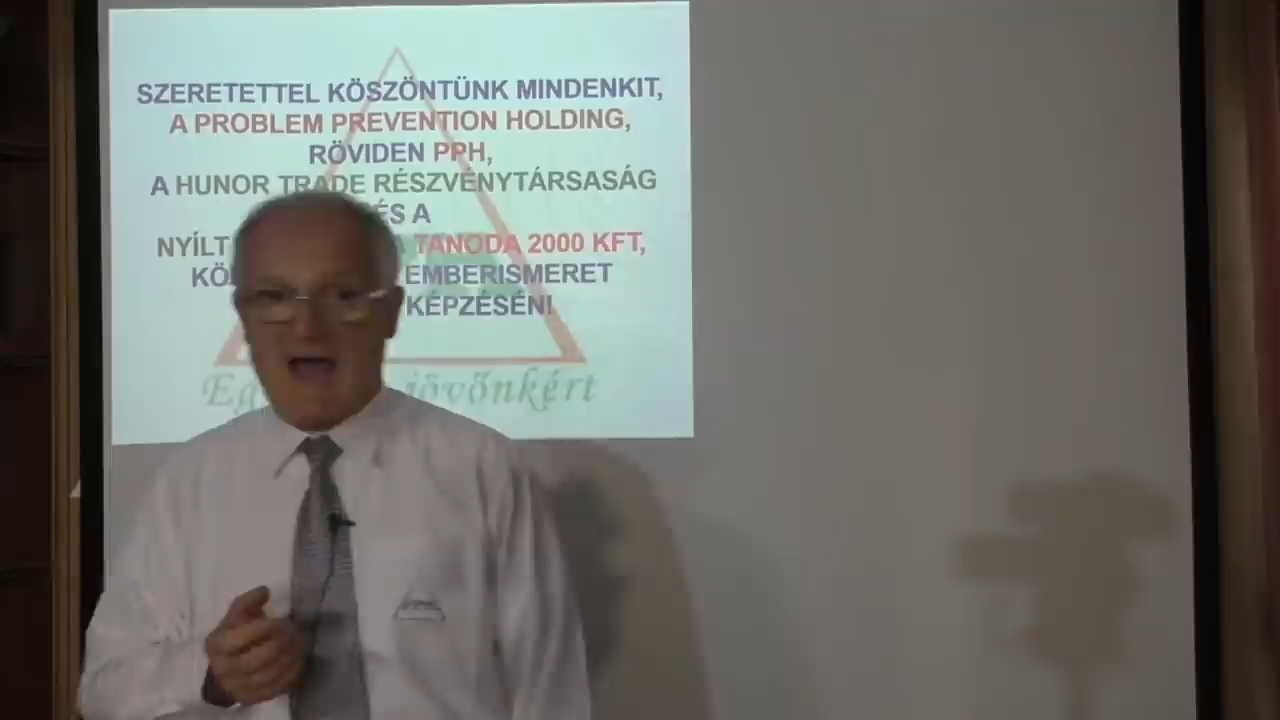 SZERETETTEL KÖSZÖNTÜNK MINDENKIT,
A PROBLEM PREVENTION HOLDING,
RÖVIDEN PPH,
A HUNOR TRADE RÉSZVÉNYTÁRSASÁG
ÉS A
NYÍLT A TANODA 2000 KFT,
EMBERISMERET
KÉPZÉSÉN!
jövőnkért